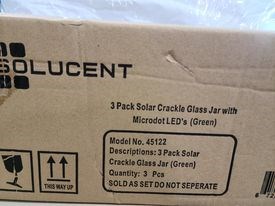 SOLUCENT
3 Pack Solar Crackle Glass Jar with
Microdot LED's (Green)
Model No. 45122
Descriptions: 3 Pack Solar
Crackle Glass Jar (Green)
Quantity: 3 Pcs
SOLD AS SET DO NOT SEPERATE
THIS WAY UP